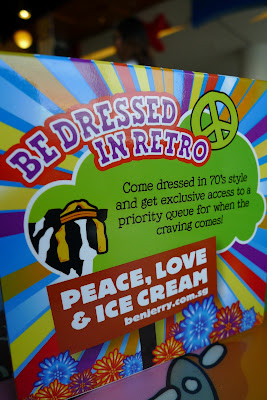 BE DRESSED
IN RETRO
Come dressed in 70's style
and get exclusive access to a
priority queue for when the
craving comes!
PEACE, LOVE
& ICE CREAM
benjerry.com.sg